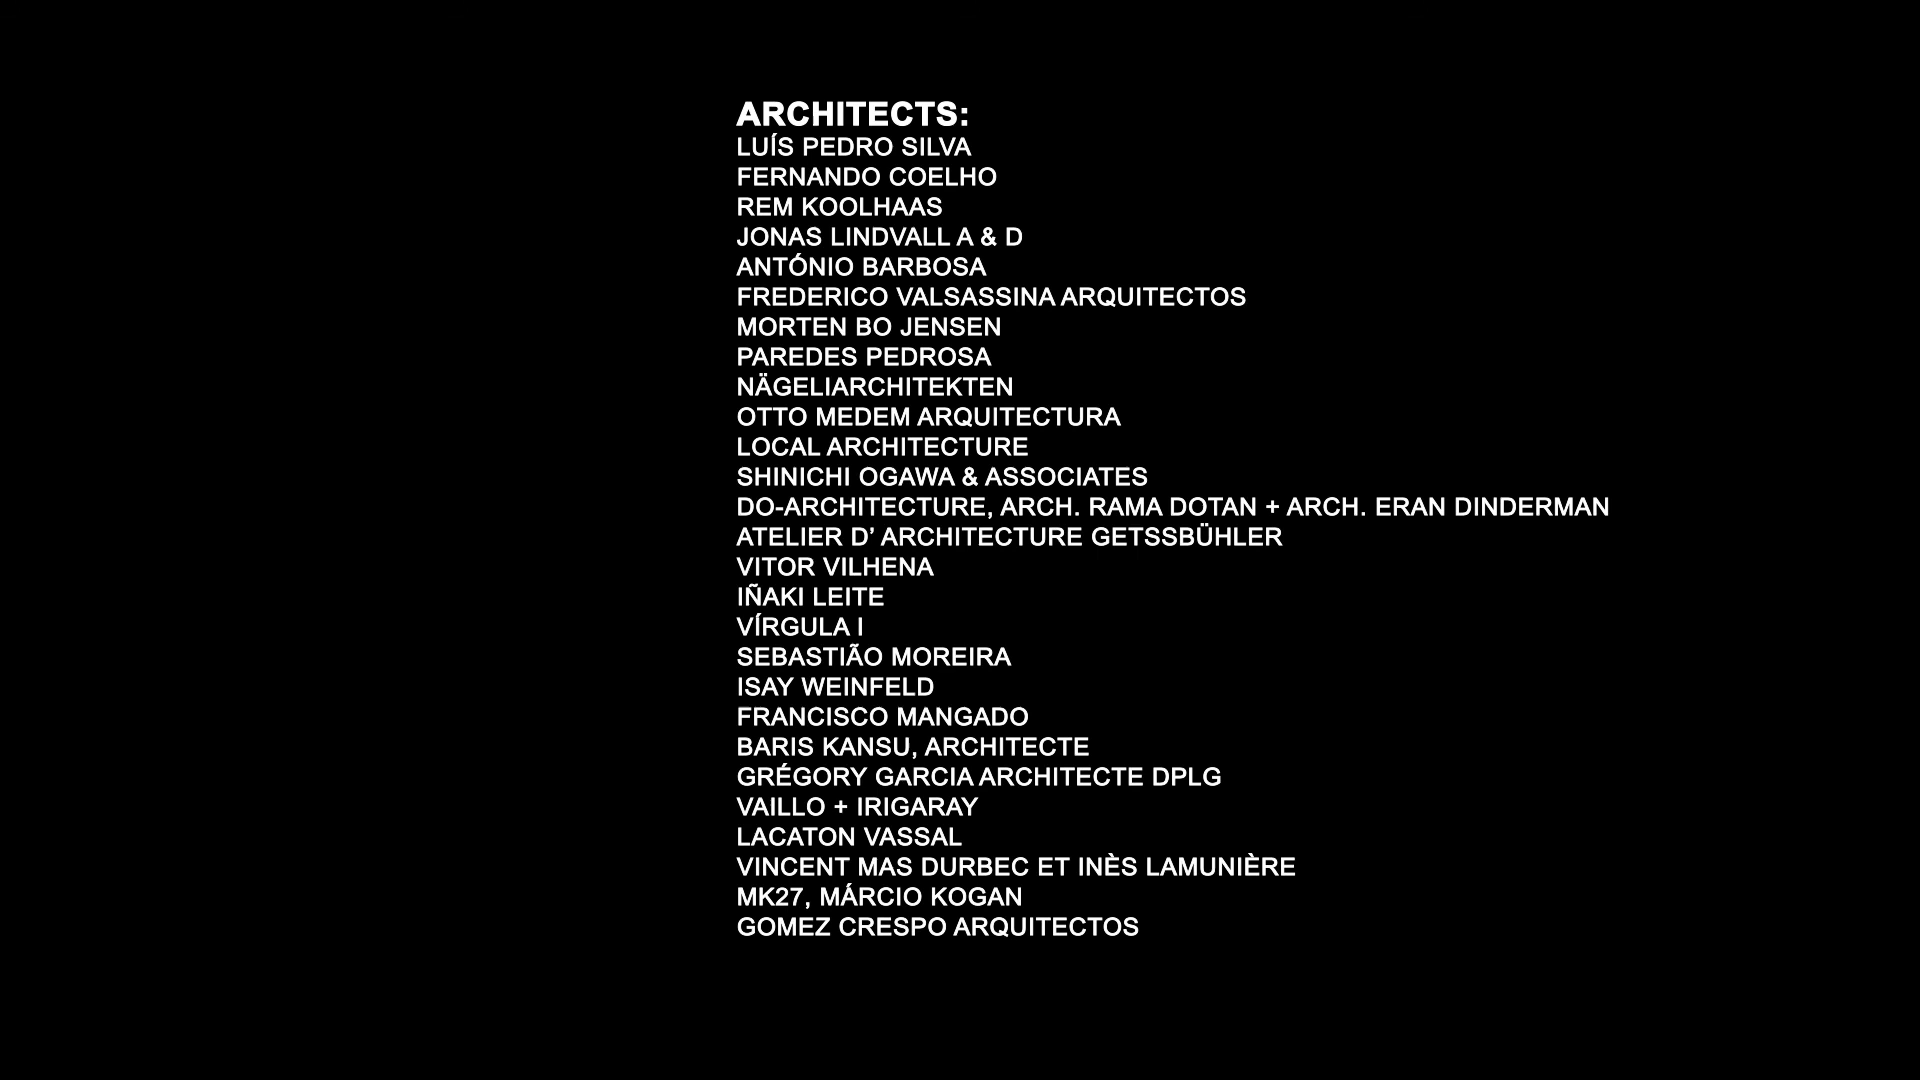 ARCHITECTS:
LUÍS PEDRO SILVA
FERNANDO COELHO
REM KOOLHAAS
JONAS LINDVALL A & D
ANTÓNIO BARBOSA
FREDERICO VALSASSINA ARQUITECTOS
MORTEN BO JENSEN
PAREDES PEDROSA
NÄGELIARCHITEKTEN
OTTO MEDEM ARQUITECTURA
LOCAL ARCHITECTURE
SHINICHI OGAWA & ASSOCIATES
DO-ARCHITECTURE, ARCH. RAMA DOTAN + ARCH. ERAN DINDERMAN
ATELIER D’ ARCHITECTURE GETSSBÜHLER
VITOR VILHENA
IÑAKI LEITE
VÍRGULA I
SEBASTIÃO MOREIRA
ISAY WEINFELD
FRANCISCO MANGADO
BARIS KANSU, ARCHITECTE
GRÉGORY GARCIA ARCHITECTE DPLG
VAILLO + IRIGARAY
LACATON VASSAL
VINCENT MAS DURBEC ET INÈS LAMUNIÈRE
MK27, MÁRCIO KOGAN
GOMEZ CRESPO ARQUITECTOS